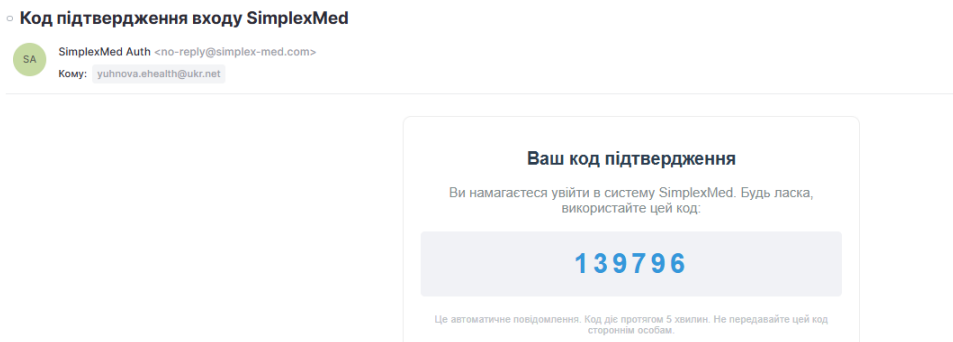 Код підтвердження входу SimplexMed
SA
SimplexMed Auth <no-reply@simplex-med.com>
Кому: yuhnova.ehealth@ukr.net
Ваш код підтвердження
Ви намагаєтеся увійти в систему SimplexMed. Будь ласка,
використайте цей код:
139796
Це автоматичне повідомлення. Код діє протягом 5 хвилин. Не передавайте цей код
стороннім особам.